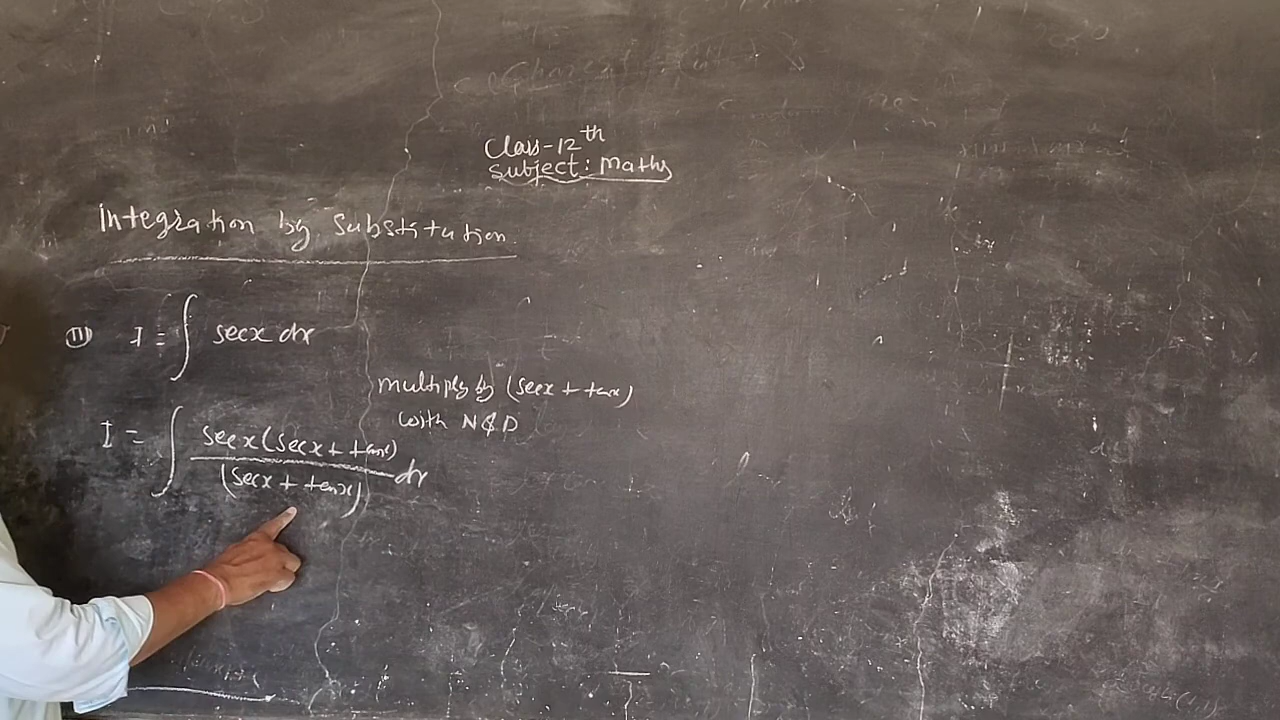 Class-12th
Subject: Maths
Integration by Substitution.
(11) I = ∫ secx dx
multiply by (secx + tanx)
with N & D
I = ∫ secx(secx + tanx) / (secx + tanx) dx